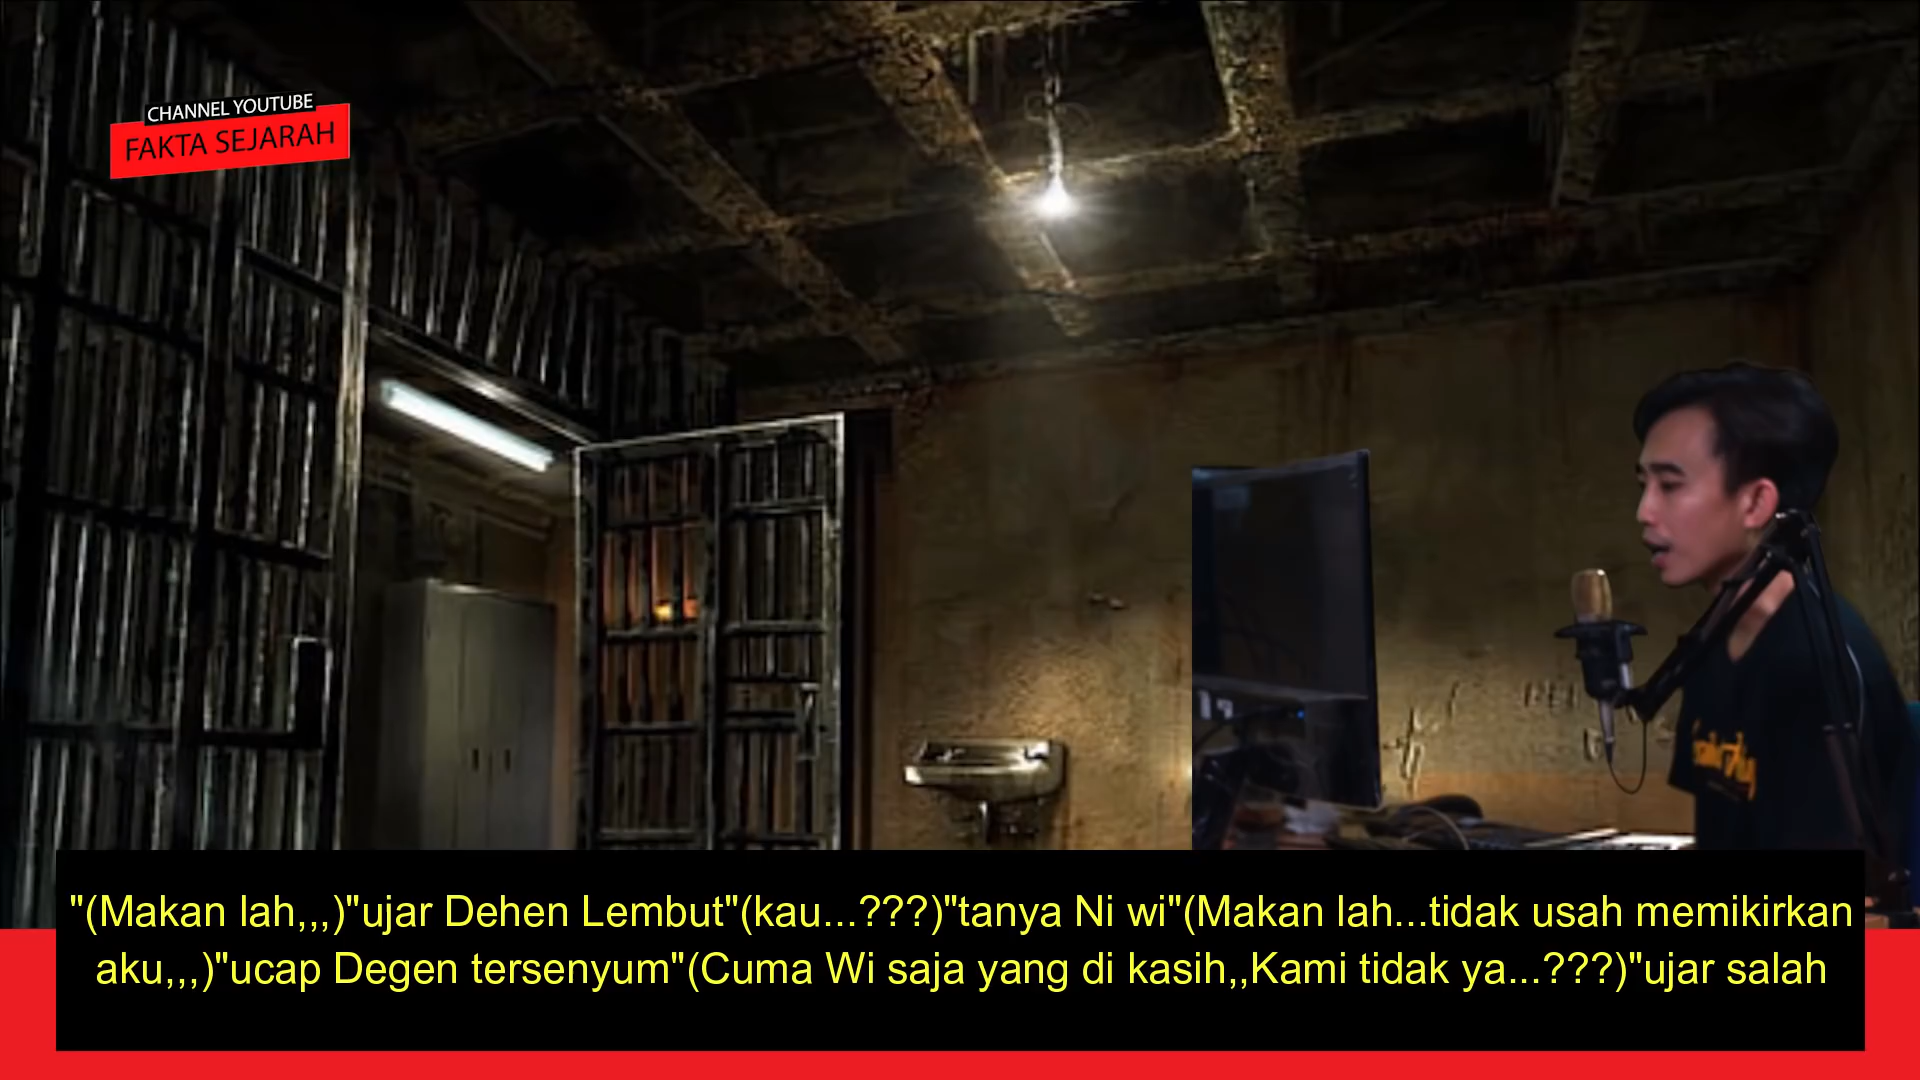 CHANNEL YOUTUBE
FAKTA SEJARAH
"(Makan lah,,,)"ujar Dehen Lembut"(kau...???)"tanya Ni wi"(Makan lah...tidak usah memikirkan
aku,,,)"ucap Degen tersenyum"(Cuma Wi saja yang di kasih,,Kami tidak ya...???)"ujar salah